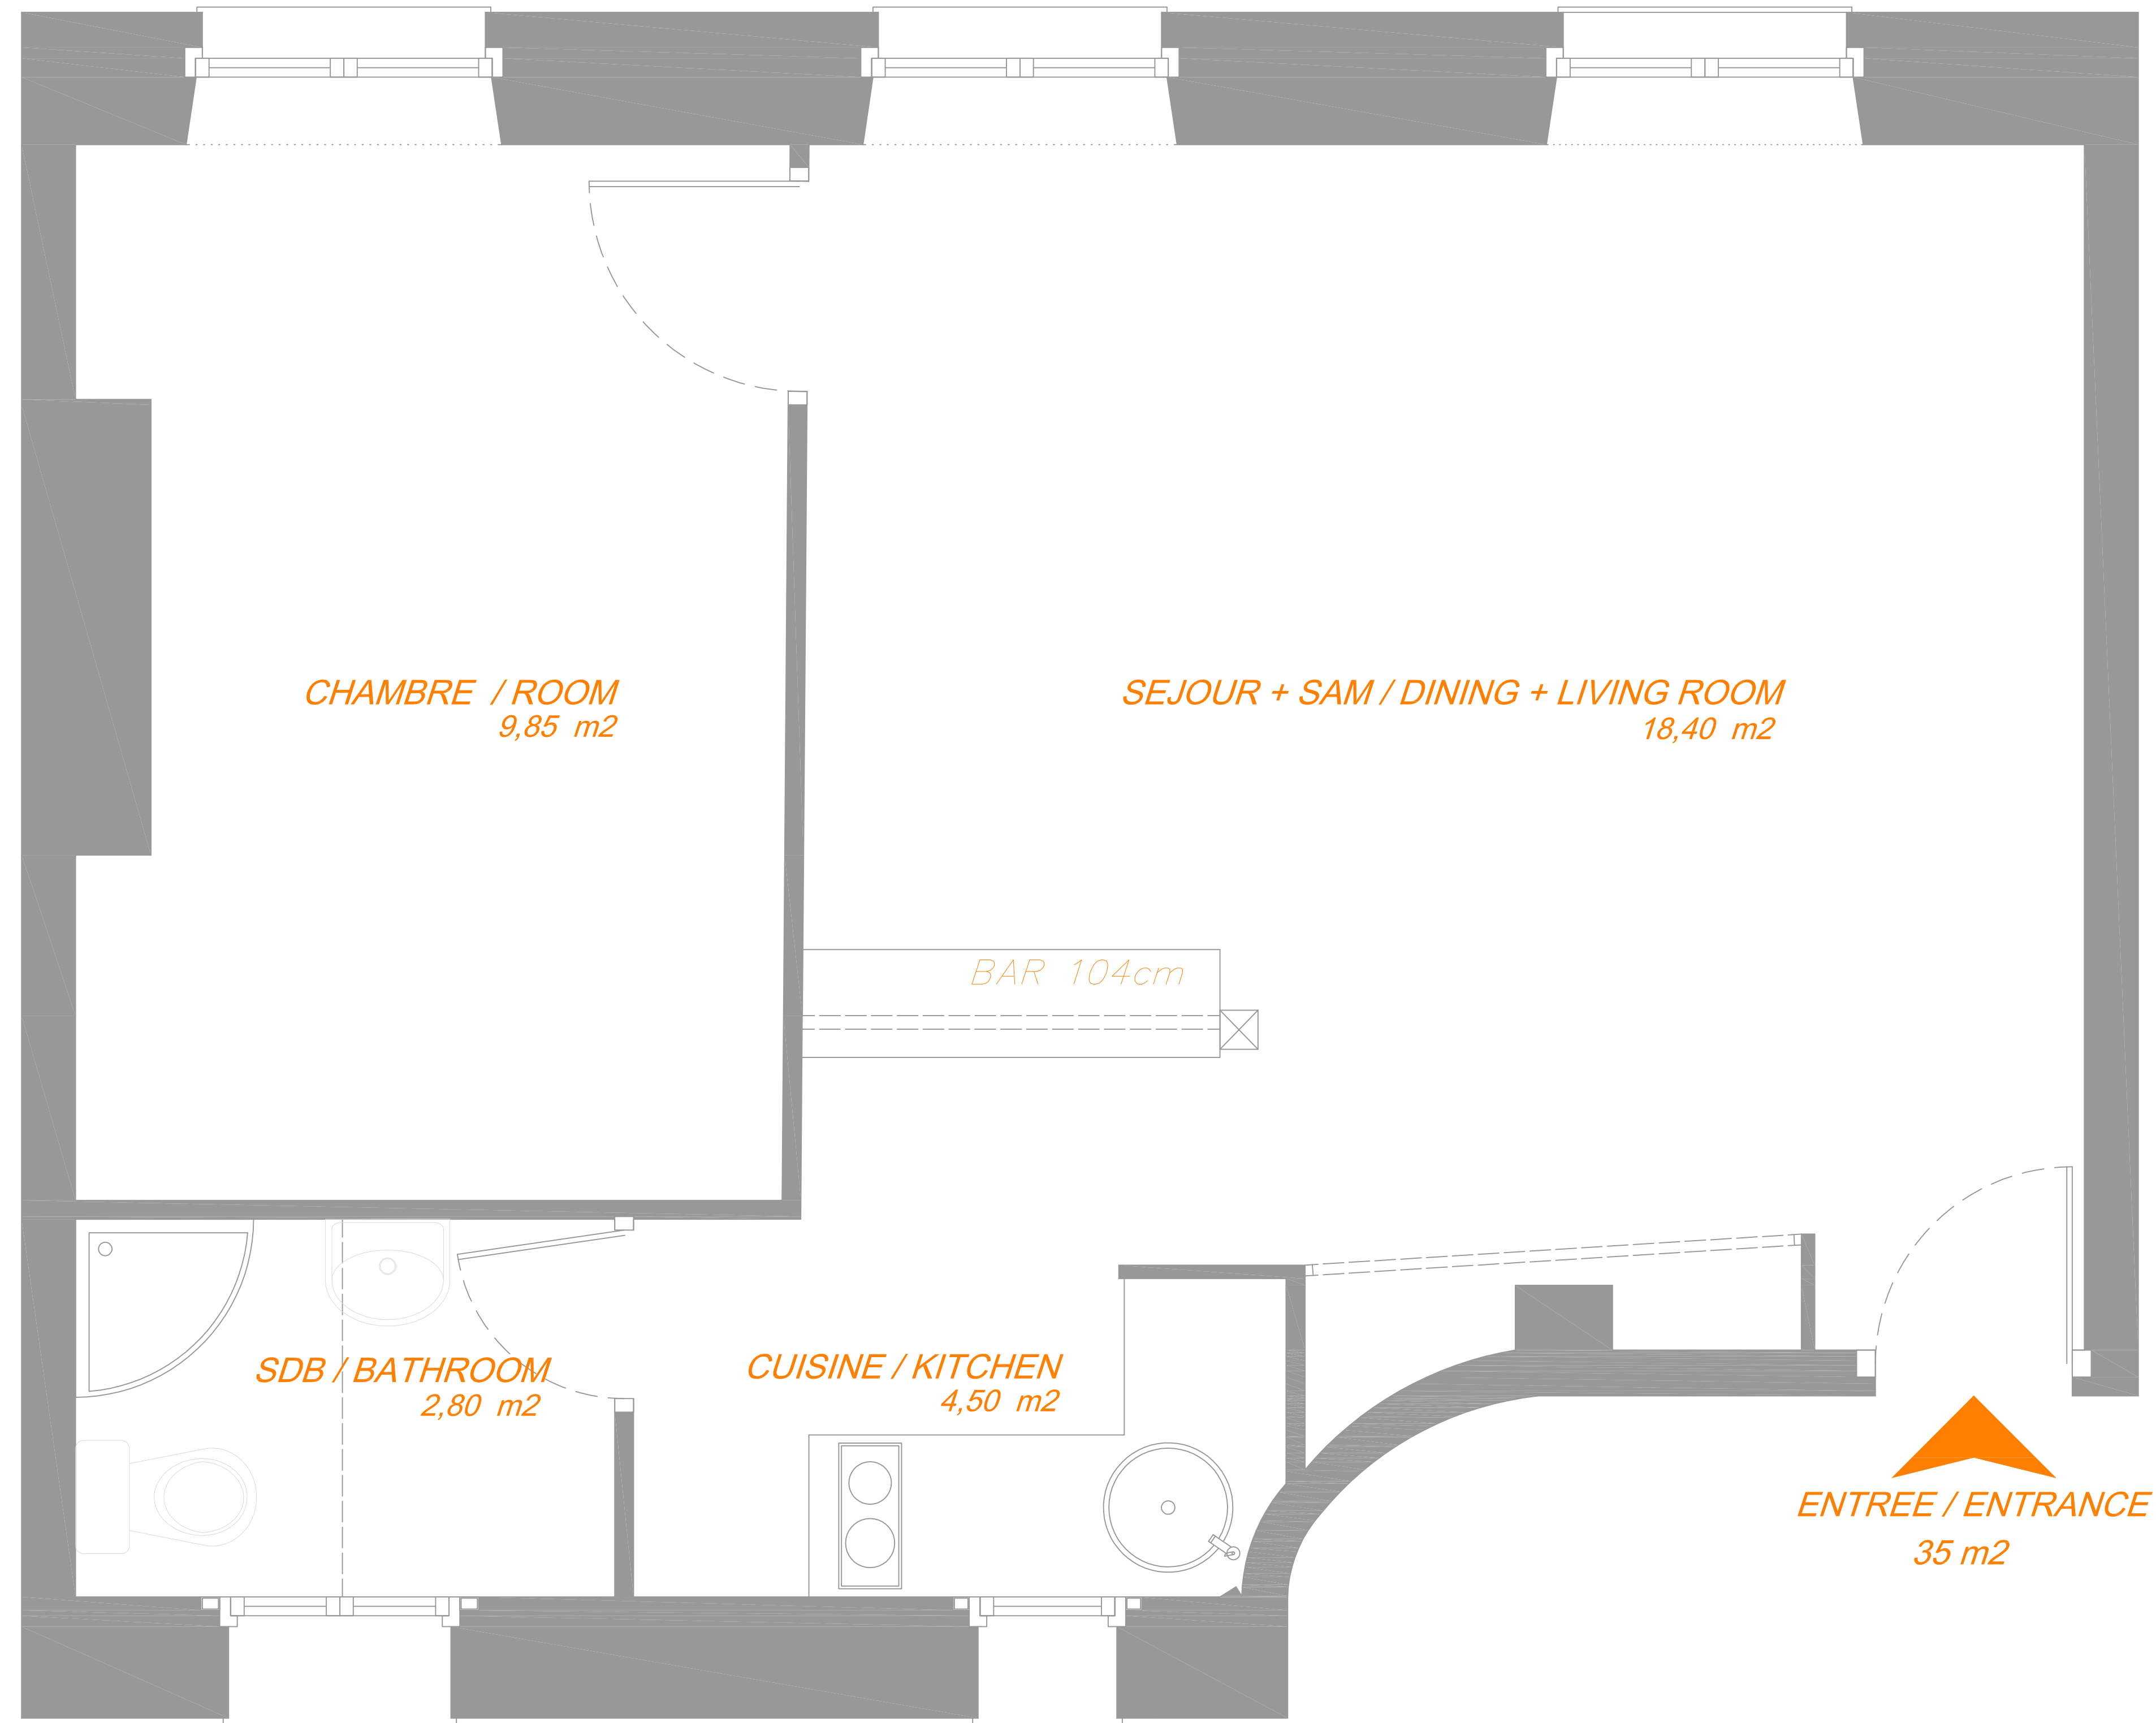 CHAMBRE / ROOM
9,85 m2
SEJOUR + SAM / DINING + LIVING ROOM
18,40 m2
BAR 104cm
SDB / BATHROOM
2,80 m2
CUISINE / KITCHEN
4,50 m2
ENTREE / ENTRANCE
35 m2